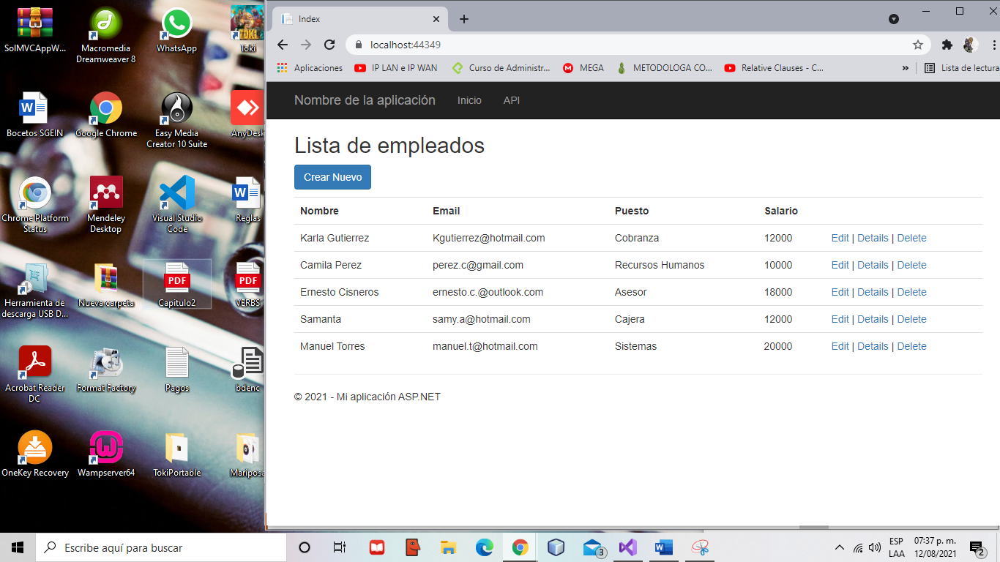 SolMVCAppW...
Macromedia Dreamweaver 8
WhatsApp
Toki
Bocetos SGEIN
Google Chrome
Easy Media Creator 10 Suite
AnyDesk
Chrome Platform Status
Mendeley Desktop
Visual Studio Code
Reglas
Herramienta de descarga USB D...
Nueva carpeta
PDF
Capitulo2
PDF
VERBS
Acrobat Reader DC
Format Factory
Pagos
bdenc
OneKey Recovery
Wampserver64
TokiPortable
Mariposa
Index
localhost:44349
Aplicaciones
IP LAN e IP WAN
Curso de Administr...
MEGA
METODOLOGA CO...
Relative Clauses - C...
»
Lista de lectura
Nombre de la aplicación
Inicio
API
Lista de empleados
Crear Nuevo
Nombre Email Puesto Salario
Karla Gutierrez Kgutierrez@hotmail.com Cobranza 12000 Edit | Details | Delete
Camila Perez perez.c@gmail.com Recursos Humanos 10000 Edit | Details | Delete
Ernesto Cisneros ernesto.c.@outlook.com Asesor 18000 Edit | Details | Delete
Samanta samy.a@hotmail.com Cajera 12000 Edit | Details | Delete
Manuel Torres manuel.t@hotmail.com Sistemas 20000 Edit | Details | Delete
© 2021 - Mi aplicación ASP.NET
Escribe aquí para buscar
3
ESP
LAA
07:37 p. m.
12/08/2021
2